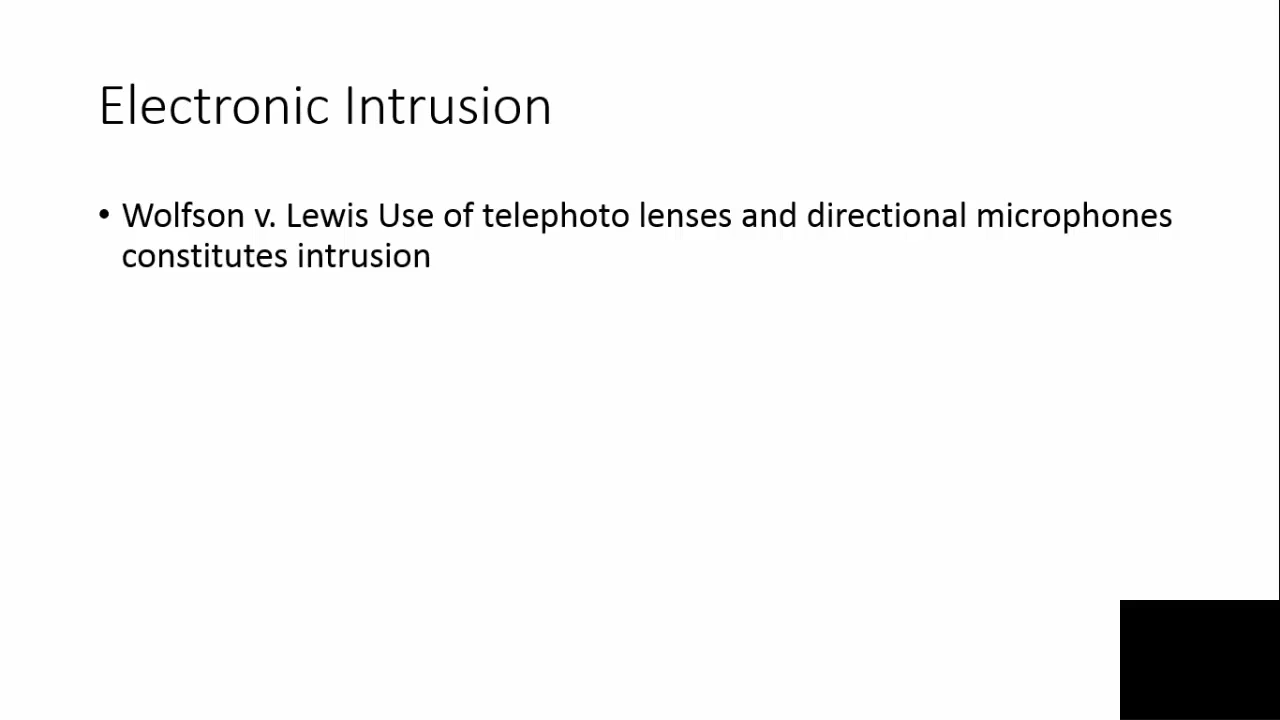 Electronic Intrusion
• Wolfson v. Lewis Use of telephoto lenses and directional microphones
constitutes intrusion